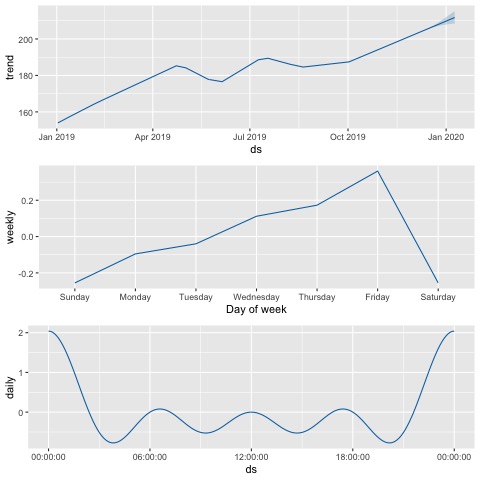 200
180
160
trend
Jan 2019 Apr 2019 Jul 2019 Oct 2019 Jan 2020
ds
0.2
0.0
-0.2
weekly
Sunday Monday Tuesday Wednesday Thursday Friday Saturday
Day of week
2
1
0
daily
00:00:00 06:00:00 12:00:00 18:00:00 00:00:00
ds